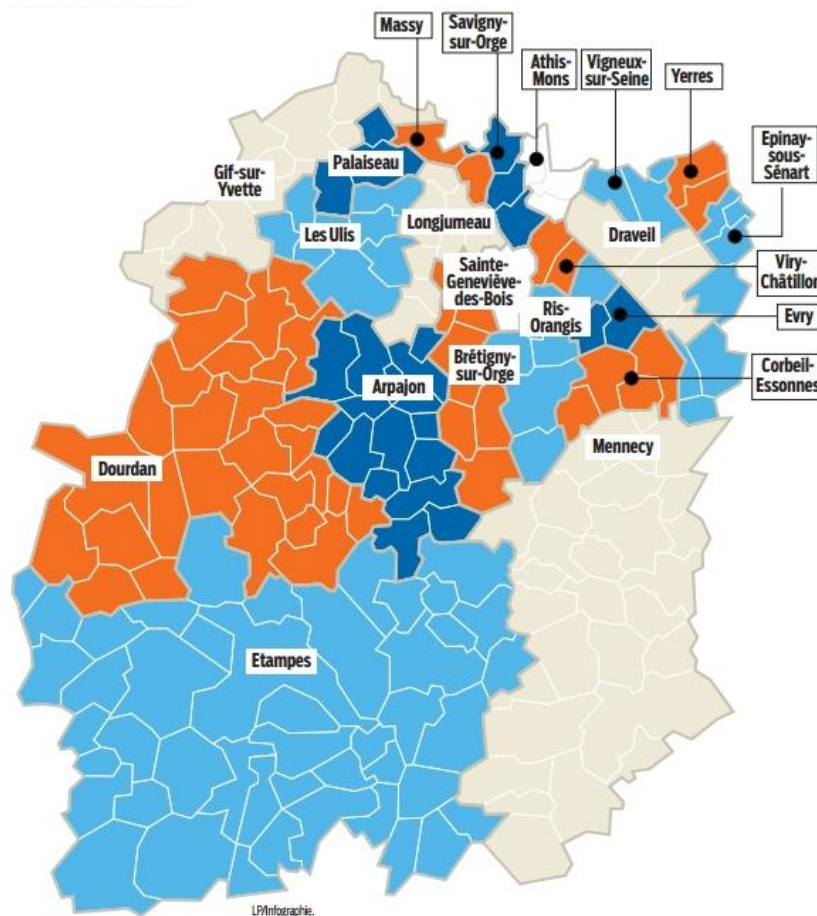 Massy
Savigny-
sur-Orge
Athis-
Mons
Vigneux-
sur-Seine
Yerres
Epinay-
sous-
Sénart
Palaiseau
Gif-sur-
Yvette
Les Ulis
Longjumeau
Draveil
Sainte-
Geneviève-
des-Bois
Viry-
Châtillon
Ris-
Orangis
Evry
Brétigny-
sur-Orge
Arpajon
Corbeil-
Essonnes
Mennecy
Dourdan
Etampes
LP/Infographie.